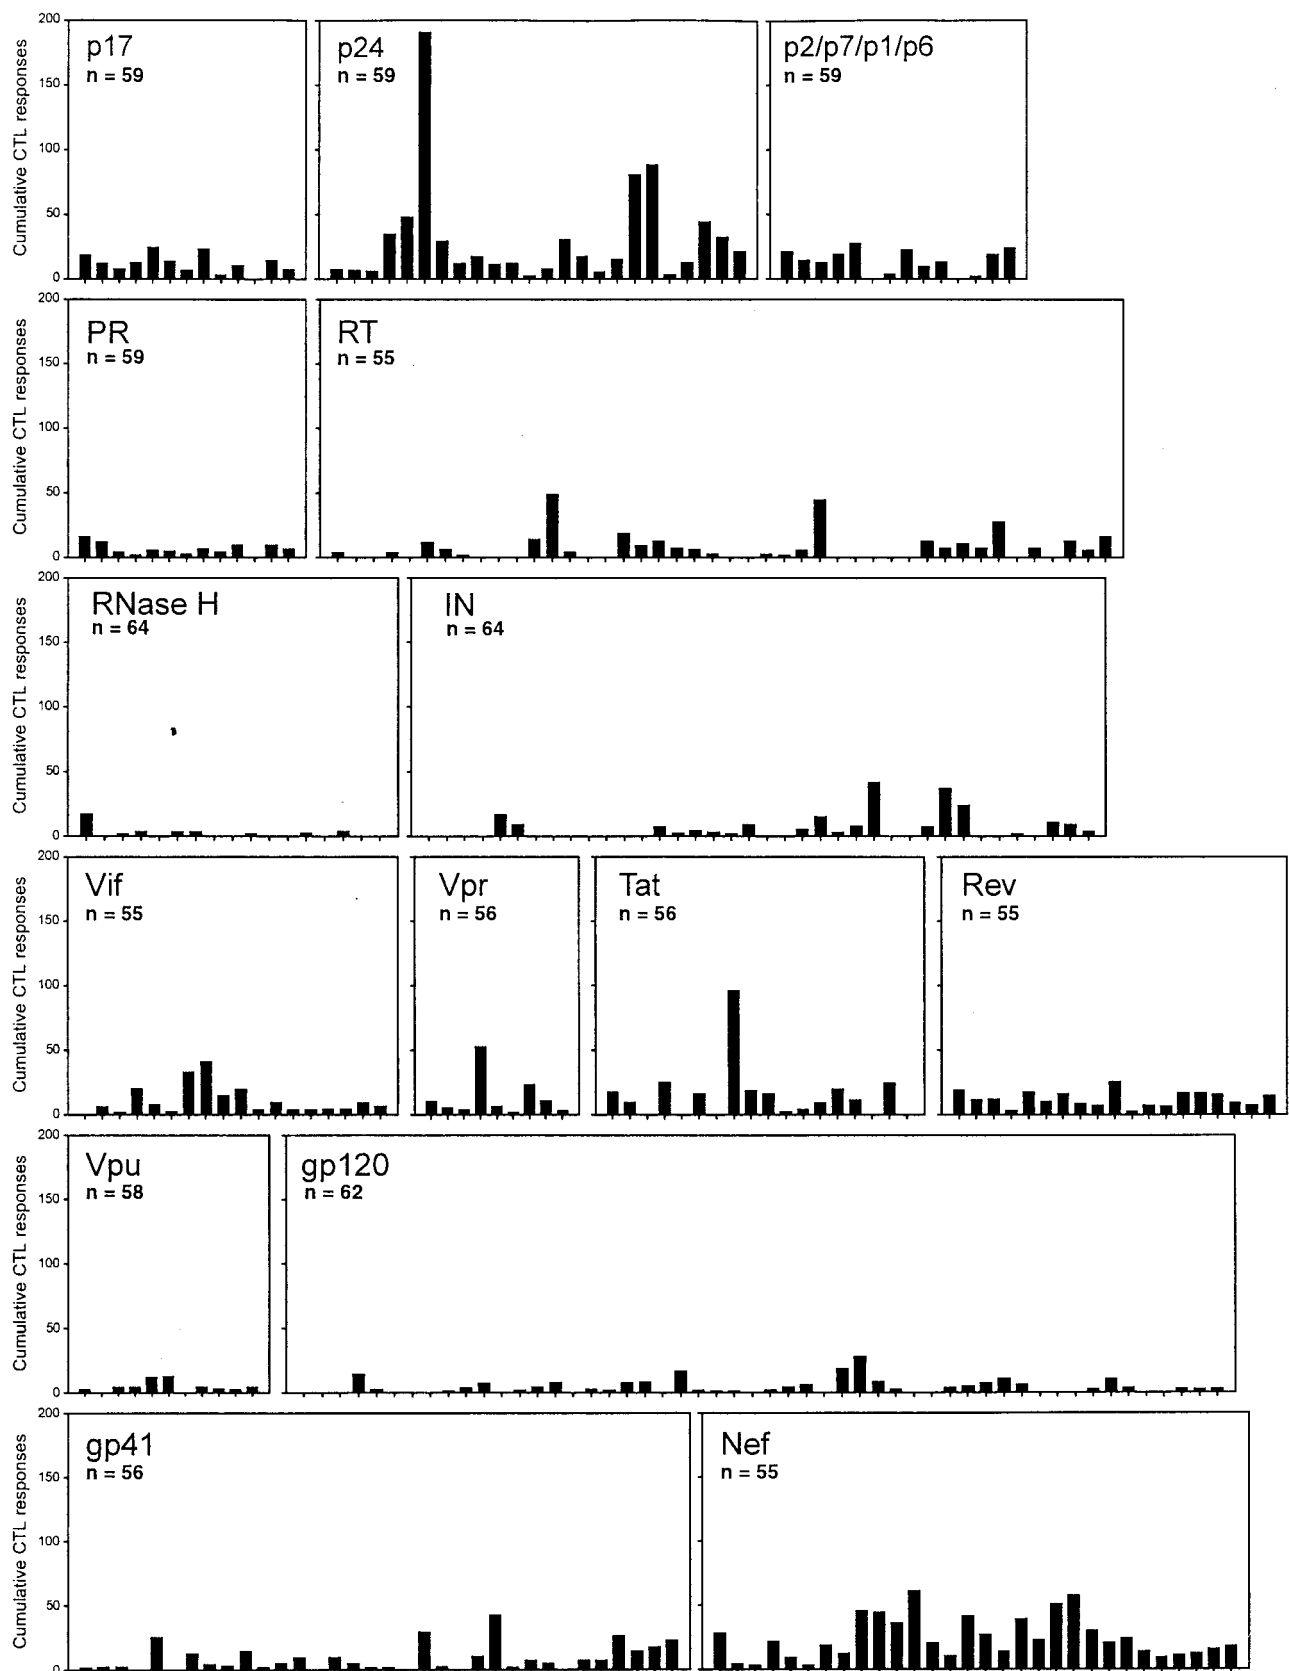 Cumulative CTL responses
200
150
100
50
0
p17
n = 59
p24
n = 59
p2/p7/p1/p6
n = 59
Cumulative CTL responses
200
150
100
50
0
PR
n = 59
RT
n = 55
Cumulative CTL responses
200
150
100
50
0
RNase H
n = 64
IN
n = 64
Cumulative CTL responses
200
150
100
50
0
Vif
n = 55
Vpr
n = 56
Tat
n = 56
Rev
n = 55
Cumulative CTL responses
200
150
100
50
0
Vpu
n = 58
gp120
n = 62
Cumulative CTL responses
200
150
100
50
0
gp41
n = 56
Nef
n = 55